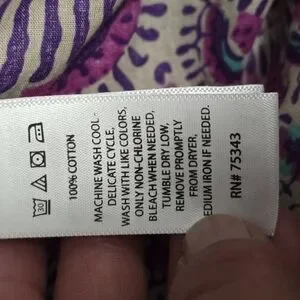 100% COTTON
MACHINE WASH COOL-
DELICATE CYCLE,
WASH WITH LIKE COLORS,
ONLY NON-CHLORINE
BLEACH WHEN NEEDED,
TUMBLE DRY LOW,
REMOVE PROMPTLY
FROM DRYER,
EDIUM IRON IF NEEDED.
RN# 75343